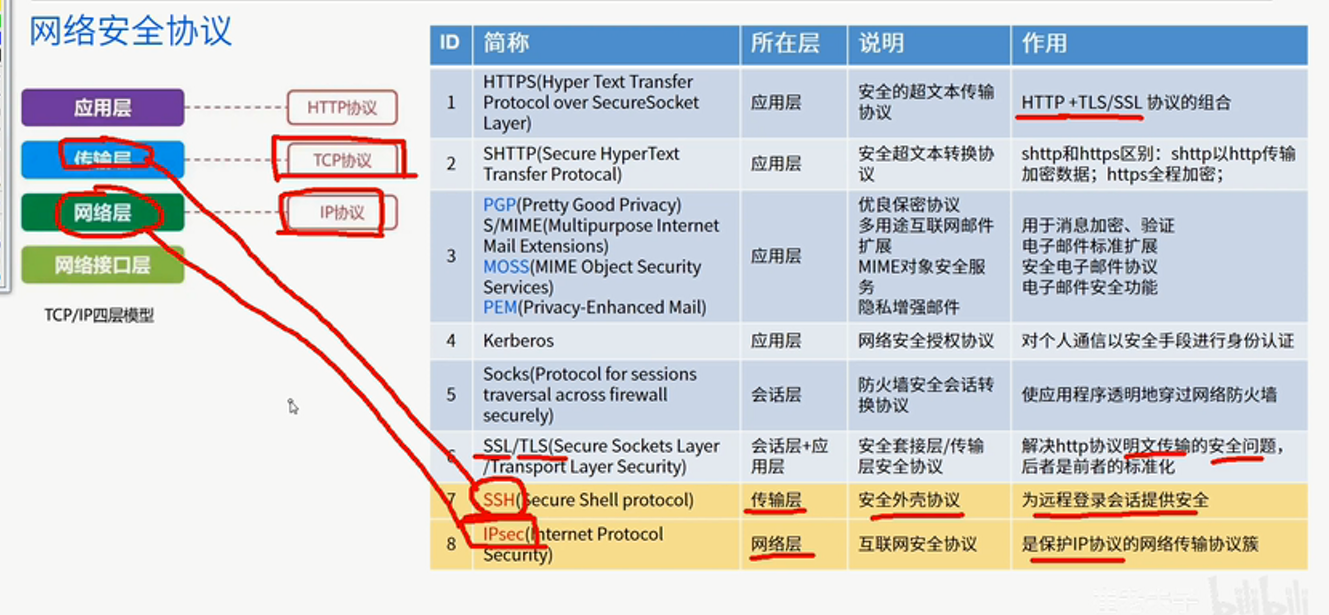 网络安全协议
应用层
HTTP协议
传输层
TCP协议
网络层
IP协议
网络接口层
TCP/IP四层模型
ID 简称 所在层 说明 作用
1
HTTPS(Hyper Text Transfer
Protocol over SecureSocket
Layer)
应用层
安全的超文本传输
协议
HTTP +TLS/SSL 协议的组合
2
SHTTP(Secure HyperText
Transfer Protocal)
应用层
安全超文本转换协
议
shttp和https区别：shttp以http传输
加密数据；https全程加密；
3
PGP(Pretty Good Privacy)
S/MIME(Multipurpose Internet
Mail Extensions)
MOSS(MIME Object Security
Services)
PEM(Privacy-Enhanced Mail)
应用层
优良保密协议
多用途互联网邮件
扩展
MIME对象安全服
务
隐私增强邮件
用于消息加密、验证
电子邮件标准扩展
安全电子邮件协议
电子邮件安全功能
4
Kerberos
应用层
网络安全授权协议
对个人通信以安全手段进行身份认证
5
Socks(Protocol for sessions
traversal across firewall
securely)
会话层
防火墙安全会话转
换协议
使应用程序透明地穿过网络防火墙
6
SSL/TLS(Secure Sockets Layer
/Transport Layer Security)
会话层+应
用层
安全套接层/传输
层安全协议
解决http协议明文传输的安全问题，
后者是前者的标准化
7
SSH(Secure Shell protocol)
传输层
安全外壳协议
为远程登录会话提供安全
8
IPsec(Internet Protocol
Security)
网络层
互联网安全协议
是保护IP协议的网络传输协议簇
bilibili